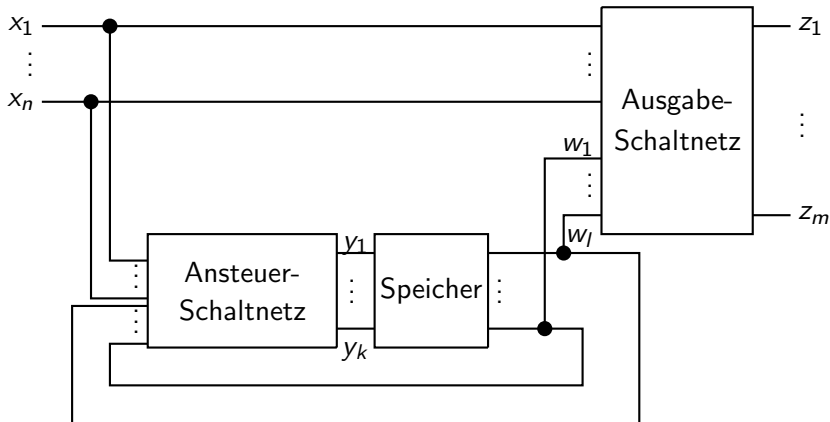 x₁
⋮
xₙ
⋮
Ausgabe-
Schaltnetz
z₁
⋮
zₘ
w₁
⋮
wₗ
⋮
⋮
Ansteuer-
Schaltnetz
y₁
⋮
yₖ
Speicher
⋮